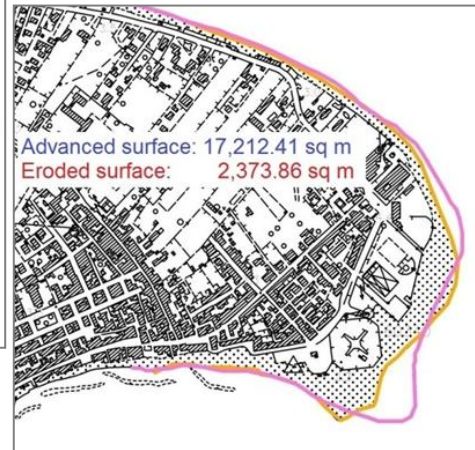 Advanced surface: 17,212.41 sq m
Eroded surface: 2,373.86 sq m